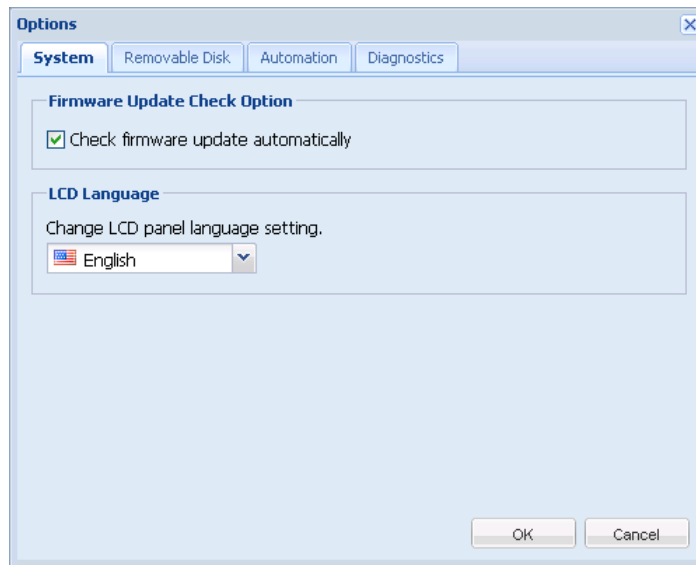 Options
System
Removable Disk
Automation
Diagnostics
Firmware Update Check Option
Check firmware update automatically
LCD Language
Change LCD panel language setting.
English
OK
Cancel